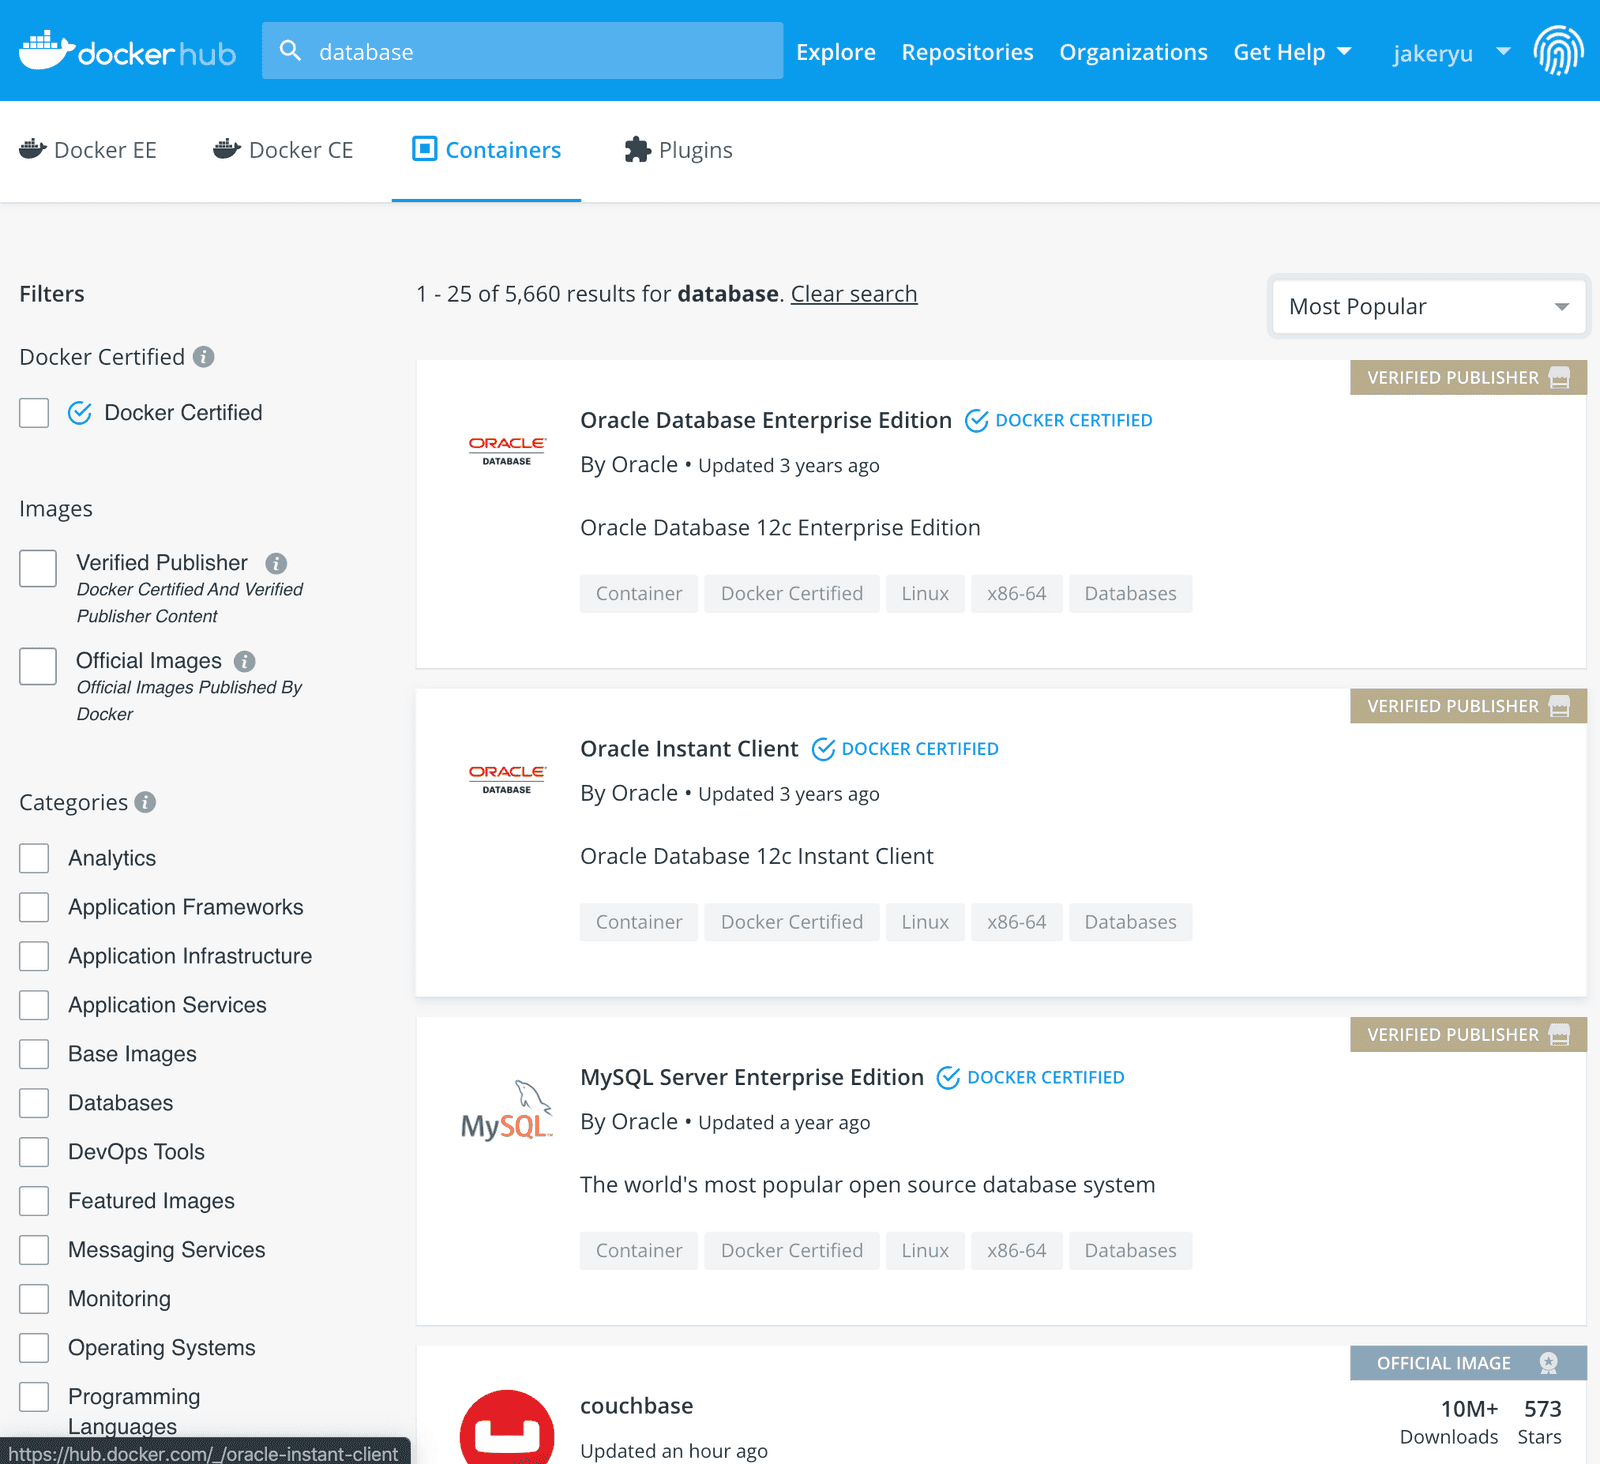 dockerhub
database
Explore
Repositories
Organizations
Get Help
jakeryu
Docker EE
Docker CE
Containers
Plugins
Filters
Docker Certified
Docker Certified
Images
Verified Publisher
Docker Certified And Verified
Publisher Content
Official Images
Official Images Published By
Docker
Categories
Analytics
Application Frameworks
Application Infrastructure
Application Services
Base Images
Databases
DevOps Tools
Featured Images
Messaging Services
Monitoring
Operating Systems
Programming
Languages
https://hub.docker.com/_/oracle-instant-client
1 - 25 of 5,660 results for database. Clear search
Most Popular
VERIFIED PUBLISHER
ORACLE
DATABASE
Oracle Database Enterprise Edition DOCKER CERTIFIED
By Oracle • Updated 3 years ago
Oracle Database 12c Enterprise Edition
Container Docker Certified Linux x86-64 Databases
VERIFIED PUBLISHER
ORACLE
DATABASE
Oracle Instant Client DOCKER CERTIFIED
By Oracle • Updated 3 years ago
Oracle Database 12c Instant Client
Container Docker Certified Linux x86-64 Databases
VERIFIED PUBLISHER
MySQL™
MySQL Server Enterprise Edition DOCKER CERTIFIED
By Oracle • Updated a year ago
The world's most popular open source database system
Container Docker Certified Linux x86-64 Databases
OFFICIAL IMAGE
couchbase
Updated an hour ago
10M+ 573
Downloads Stars